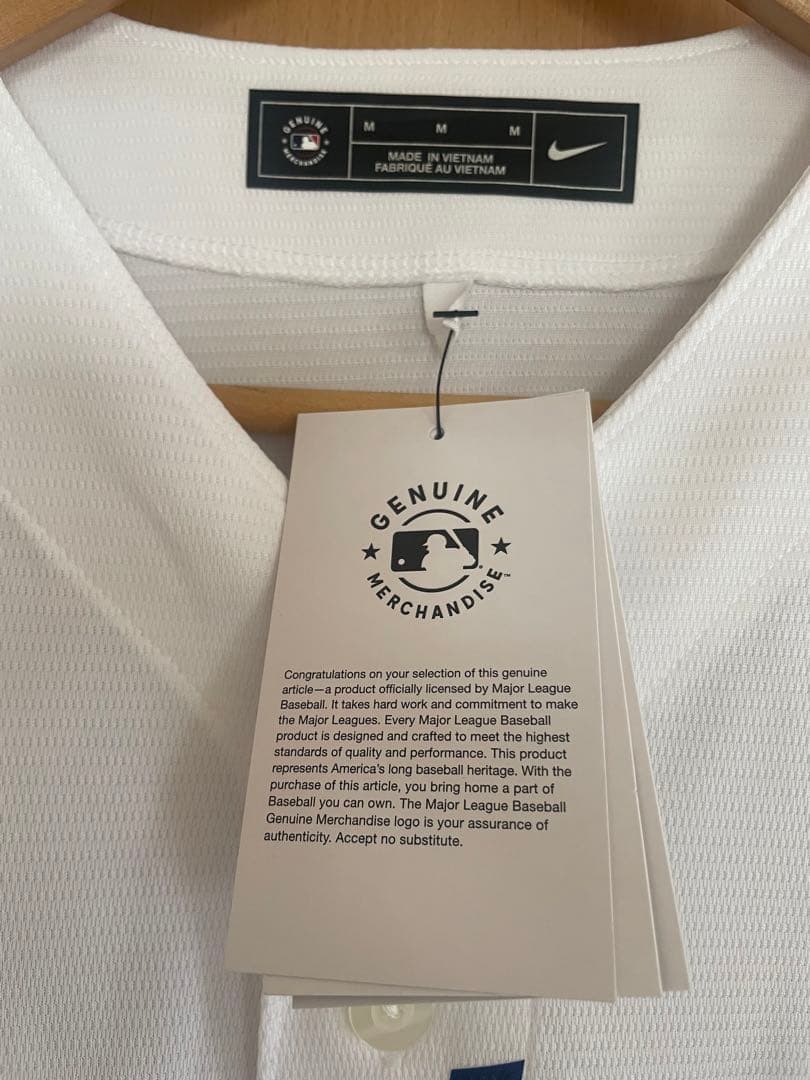 GENUINE
MERCHANDISE
M M M
MADE IN VIETNAM
FABRIQUÉ AU VIETNAM
GENUINE
MERCHANDISE™
Congratulations on your selection of this genuine
article—a product officially licensed by Major League
Baseball. It takes hard work and commitment to make
the Major Leagues. Every Major League Baseball
product is designed and crafted to meet the highest
standards of quality and performance. This product
represents America's long baseball heritage. With the
purchase of this article, you bring home a part of
Baseball you can own. The Major League Baseball
Genuine Merchandise logo is your assurance of
authenticity. Accept no substitute.